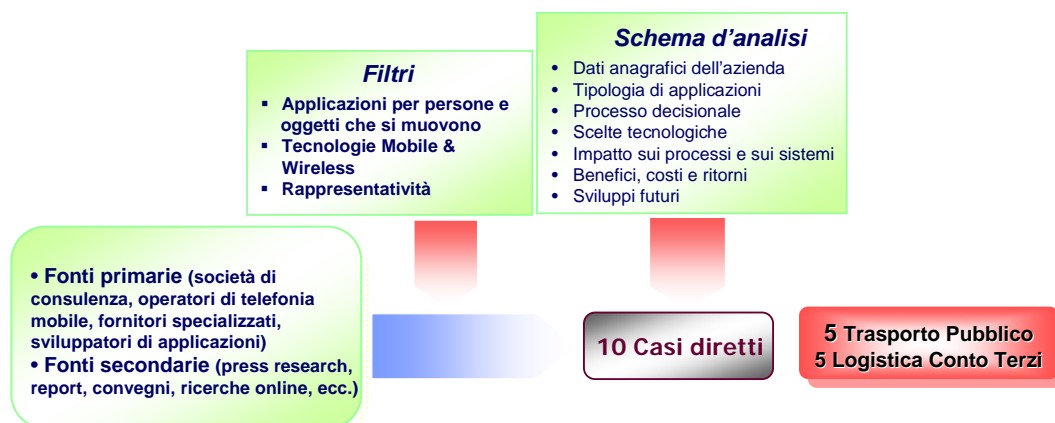 Filtri
▪ Applicazioni per persone e
oggetti che si muovono
▪ Tecnologie Mobile &
Wireless
▪ Rappresentatività
Schema d'analisi
• Dati anagrafici dell'azienda
• Tipologia di applicazioni
• Processo decisionale
• Scelte tecnologiche
• Impatto sui processi e sui sistemi
• Benefici, costi e ritorni
• Sviluppi futuri
• Fonti primarie (società di
consulenza, operatori di telefonia
mobile, fornitori specializzati,
sviluppatori di applicazioni)
• Fonti secondarie (press research,
report, convegni, ricerche online, ecc.)
10 Casi diretti
5 Trasporto Pubblico
5 Logistica Conto Terzi